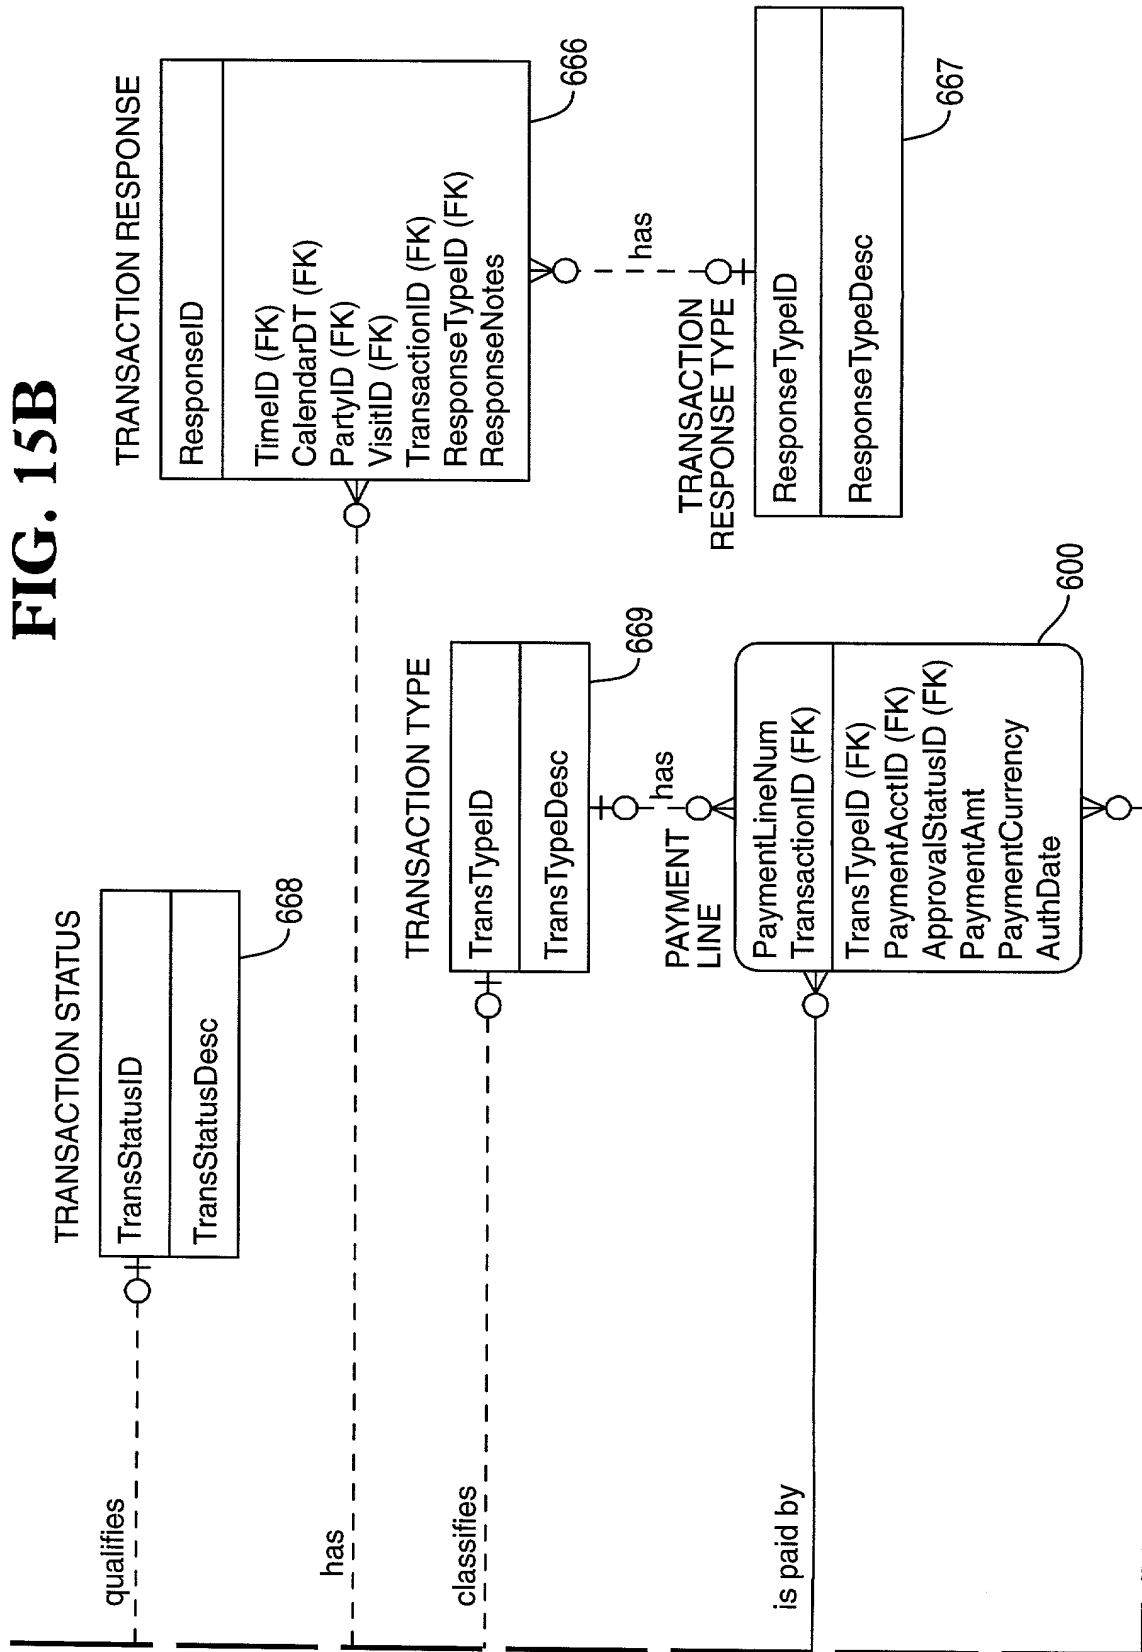 FIG. 15B
TRANSACTION STATUS
TransStatusID
TransStatusDesc
668
qualifies
TRANSACTION RESPONSE
ResponseID
TimeID (FK)
CalendarDT (FK)
PartyID (FK)
VisitID (FK)
TransactionID (FK)
ResponseTypeID (FK)
ResponseNotes
666
has
TRANSACTION TYPE
TransTypeID
TransTypeDesc
669
classifies
has
has
TRANSACTION
RESPONSE TYPE
ResponseTypeID
ResponseTypeDesc
667
PAYMENT
LINE
PaymentLineNum
TransactionID (FK)
TransTypeID (FK)
PaymentAcctID (FK)
ApprovalStatusID (FK)
PaymentAmt
PaymentCurrency
AuthDate
600
is paid by